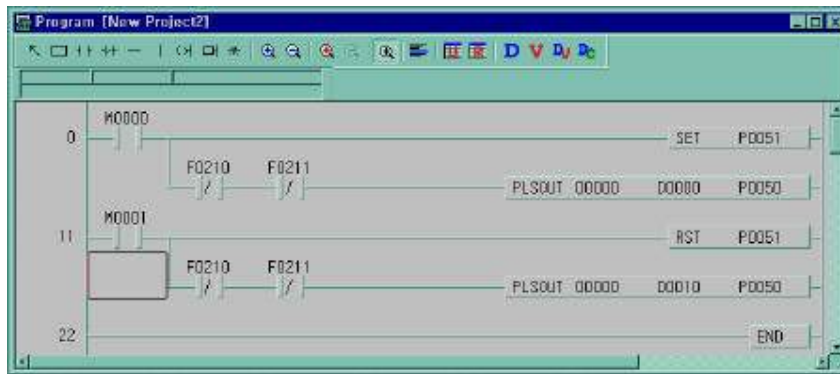 Program [New Project2]
D V
M0000
0 SET P0051
F0210 F0211
PLSOUT 00000 D0000 P0050
M0001
11 RST P0051
F0210 F0211
PLSOUT 00000 D0010 P0050
22 END